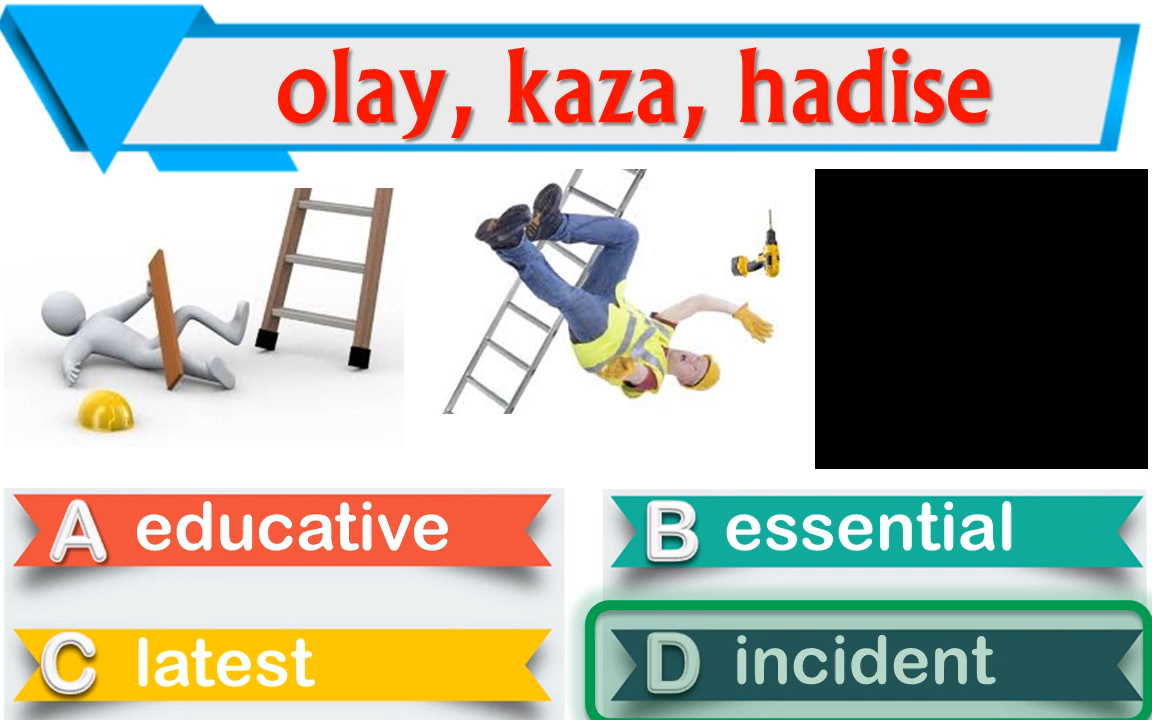 olay, kaza, hadise
A educative
B essential
C latest
D incident